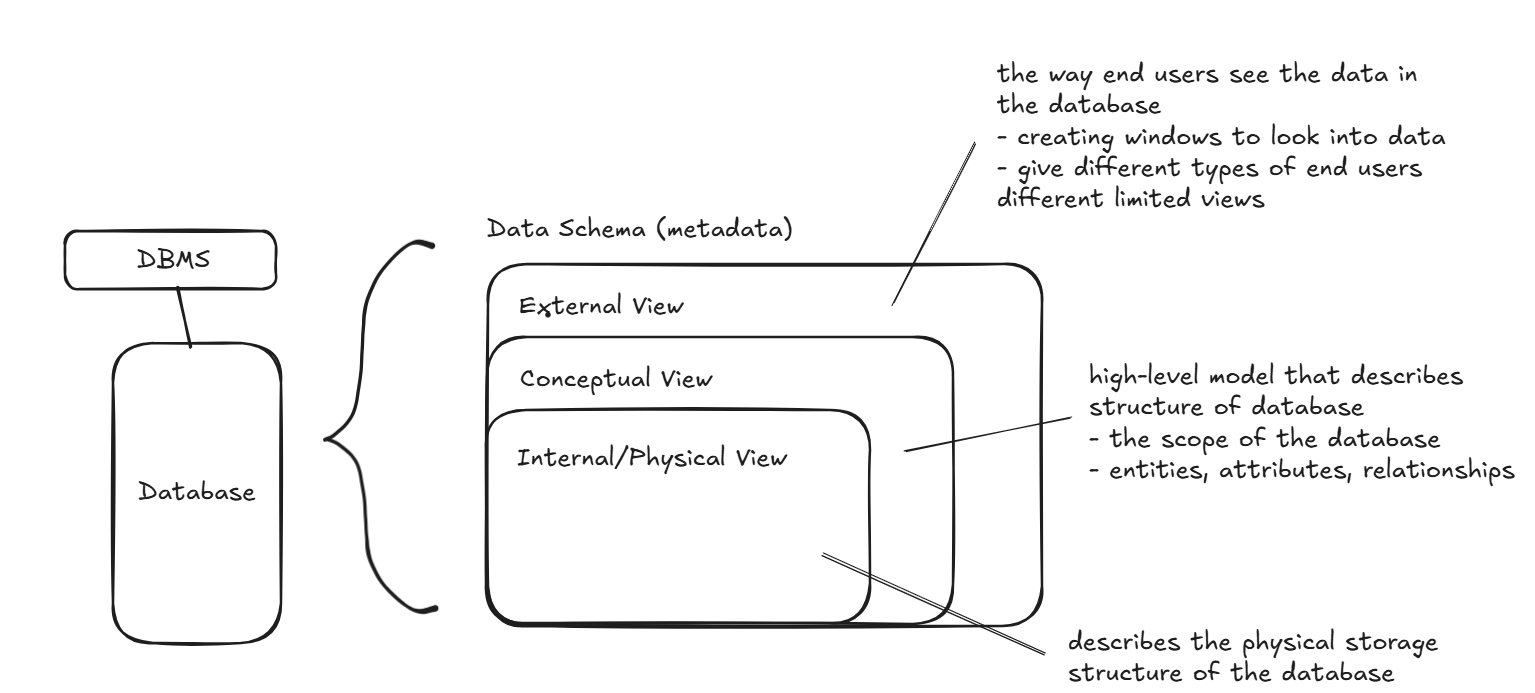 the way end users see the data in
the database
- creating windows to look into data
- give different types of end users
different limited views
Data Schema (metadata)
DBMS
External View
Conceptual View
high-level model that describes
structure of database
- the scope of the database
- entities, attributes, relationships
Internal/Physical View
Database
describes the physical storage
structure of the database